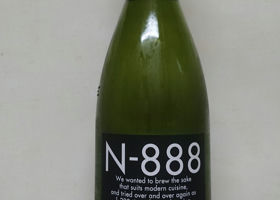 N-888
We wanted to brew the sake
that suits modern cuisine,
and tried over and over again as